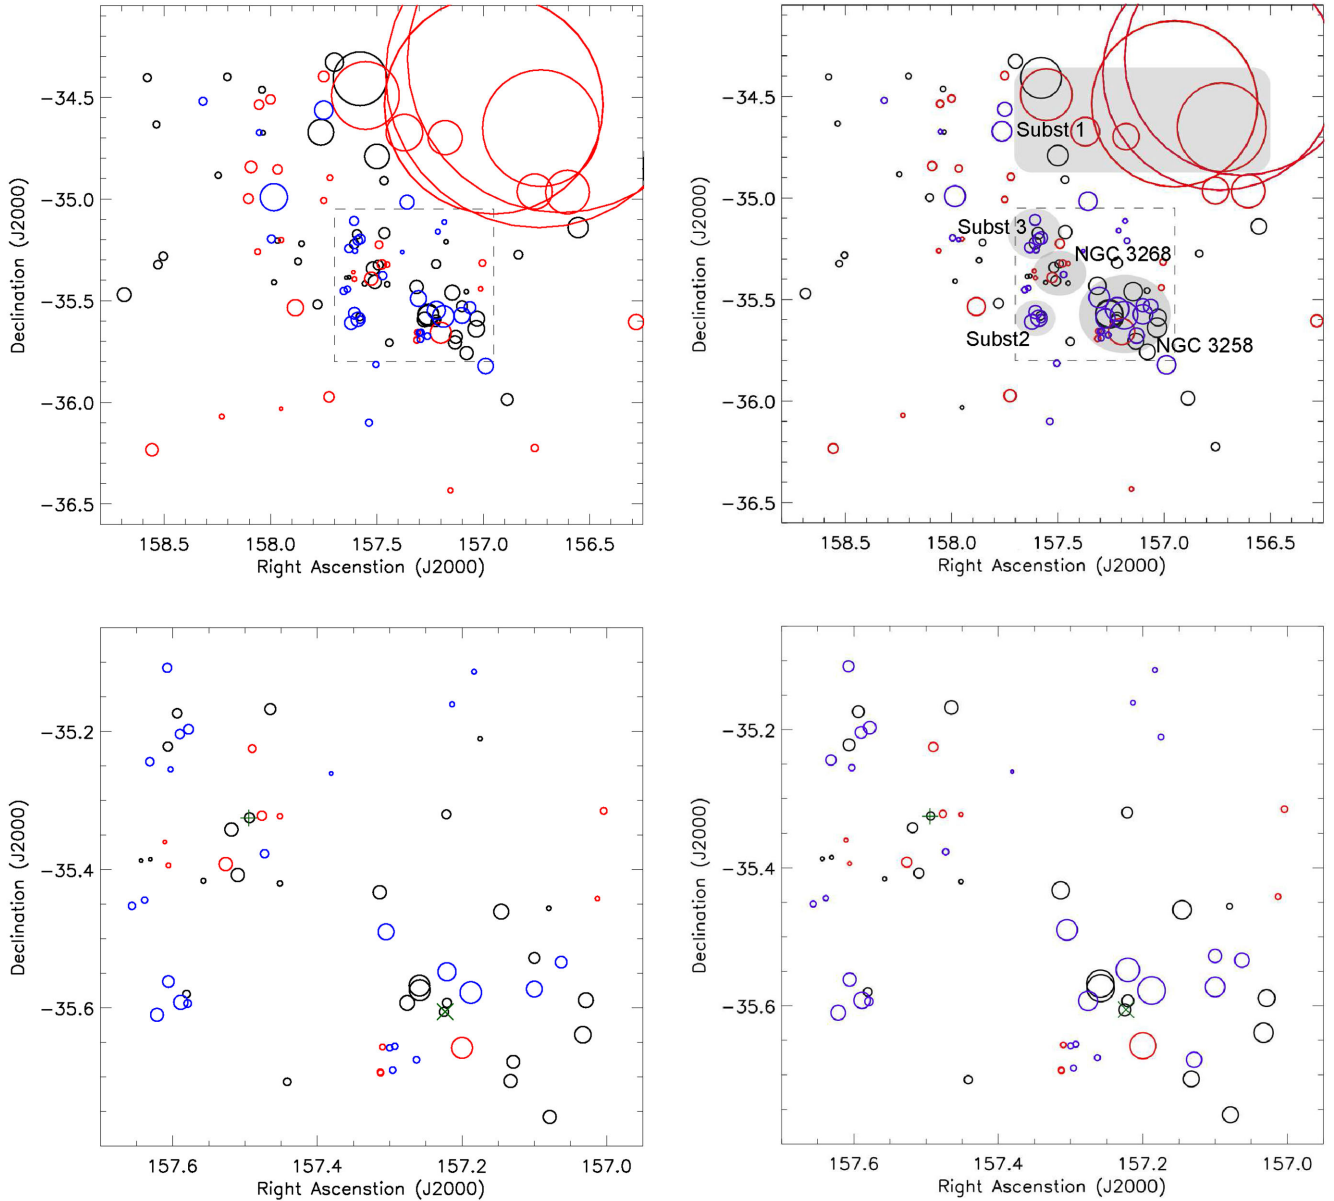 −34.5
−35.0
−35.5
−36.0
−36.5
Declination (J2000)
158.5 158.0 157.5 157.0 156.5
Right Ascenstion (J2000)
−34.5
−35.0
−35.5
−36.0
−36.5
Declination (J2000)
Subst 1
Subst 3
NGC 3268
Subst2
NGC 3258
158.5 158.0 157.5 157.0 156.5
Right Ascenstion (J2000)
−35.2
−35.4
−35.6
Declination (J2000)
157.6 157.4 157.2 157.0
Right Ascenstion (J2000)
−35.2
−35.4
−35.6
Declination (J2000)
157.6 157.4 157.2 157.0
Right Ascenstion (J2000)